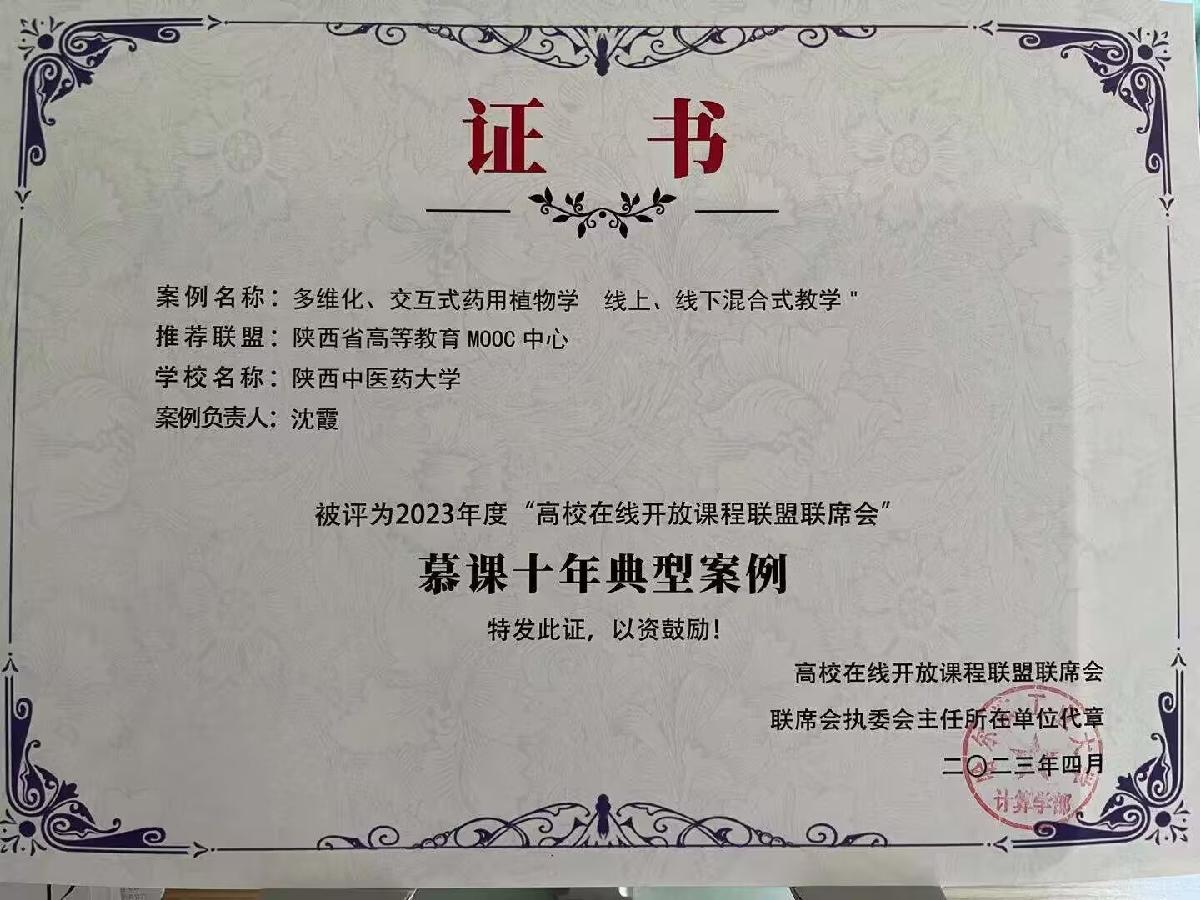 证 书
案例名称：多维化、交互式药用植物学 线上、线下混合式教学"
推荐联盟：陕西省高等教育MOOC中心
学校名称：陕西中医药大学
案例负责人：沈霞
被评为2023年度“高校在线开放课程联盟联席会”
慕课十年典型案例
特发此证，以资鼓励！
高校在线开放课程联盟联席会
联席会执委会主任所在单位代章
二〇二三年四月
计算学部